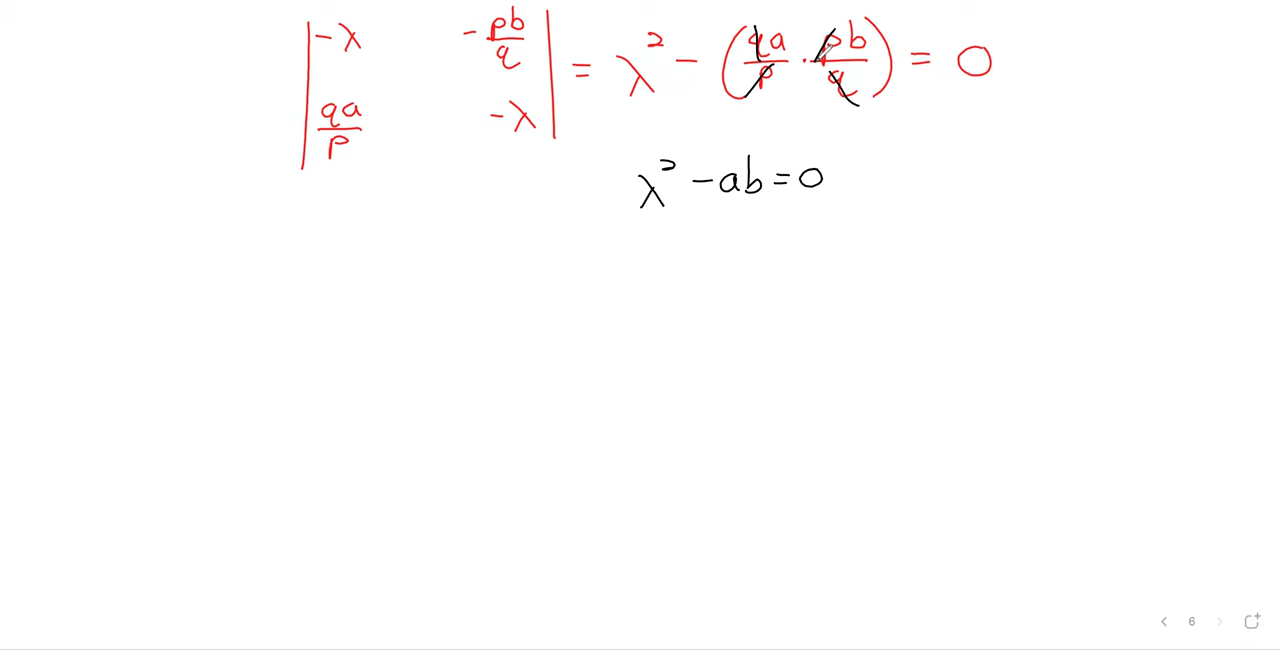 | -λ   -pb/q | = λ² - (qa/p · pb/q) = 0
| qa/p   -λ |
λ² - ab = 0
6